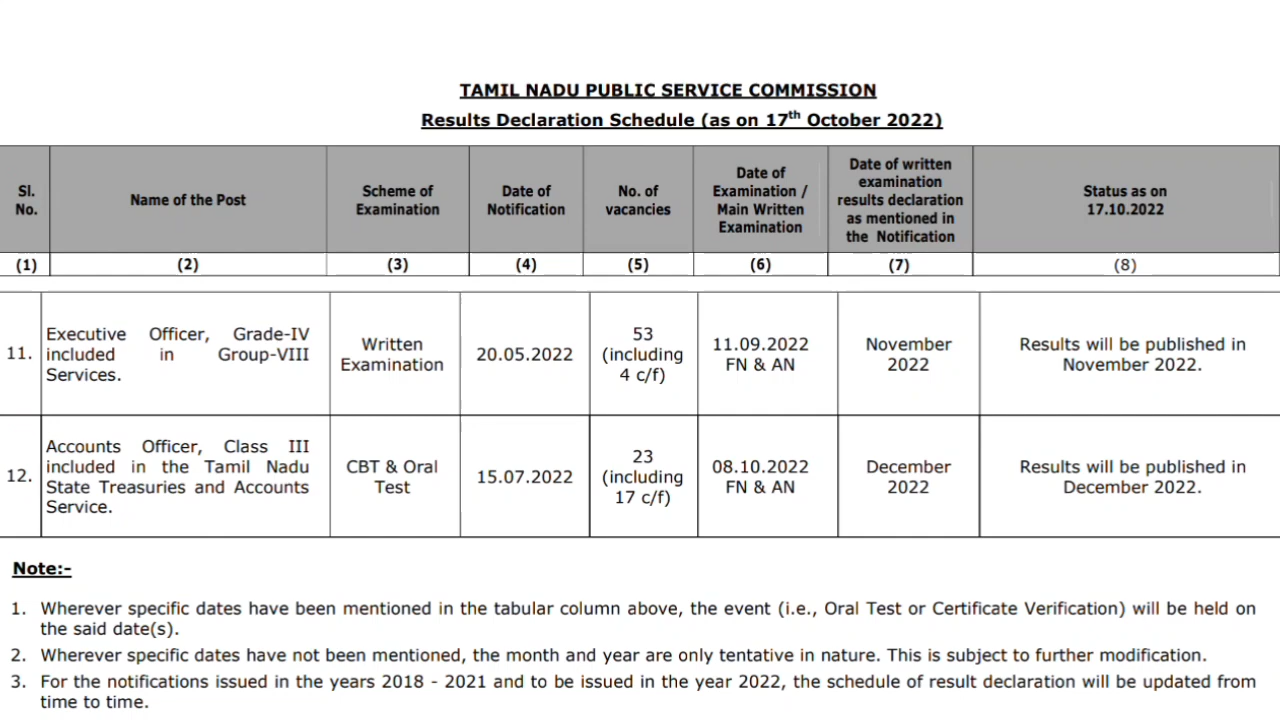 TAMIL NADU PUBLIC SERVICE COMMISSION
Results Declaration Schedule (as on 17th October 2022)
Sl. No.
Name of the Post
Scheme of Examination
Date of Notification
No. of vacancies
Date of Examination / Main Written Examination
Date of written examination results declaration as mentioned in the Notification
Status as on 17.10.2022
(1)
(2)
(3)
(4)
(5)
(6)
(7)
(8)
11.
Executive Officer, Grade-IV
included in Group-VIII
Services.
Written
Examination
20.05.2022
53
(including
4 c/f)
11.09.2022
FN & AN
November
2022
Results will be published in
November 2022.
12.
Accounts Officer, Class III
included in the Tamil Nadu
State Treasuries and Accounts
Service.
CBT & Oral
Test
15.07.2022
23
(including
17 c/f)
08.10.2022
FN & AN
December
2022
Results will be published in
December 2022.
Note:-
1. Wherever specific dates have been mentioned in the tabular column above, the event (i.e., Oral Test or Certificate Verification) will be held on
the said date(s).
2. Wherever specific dates have not been mentioned, the month and year are only tentative in nature. This is subject to further modification.
3. For the notifications issued in the years 2018 - 2021 and to be issued in the year 2022, the schedule of result declaration will be updated from
time to time.